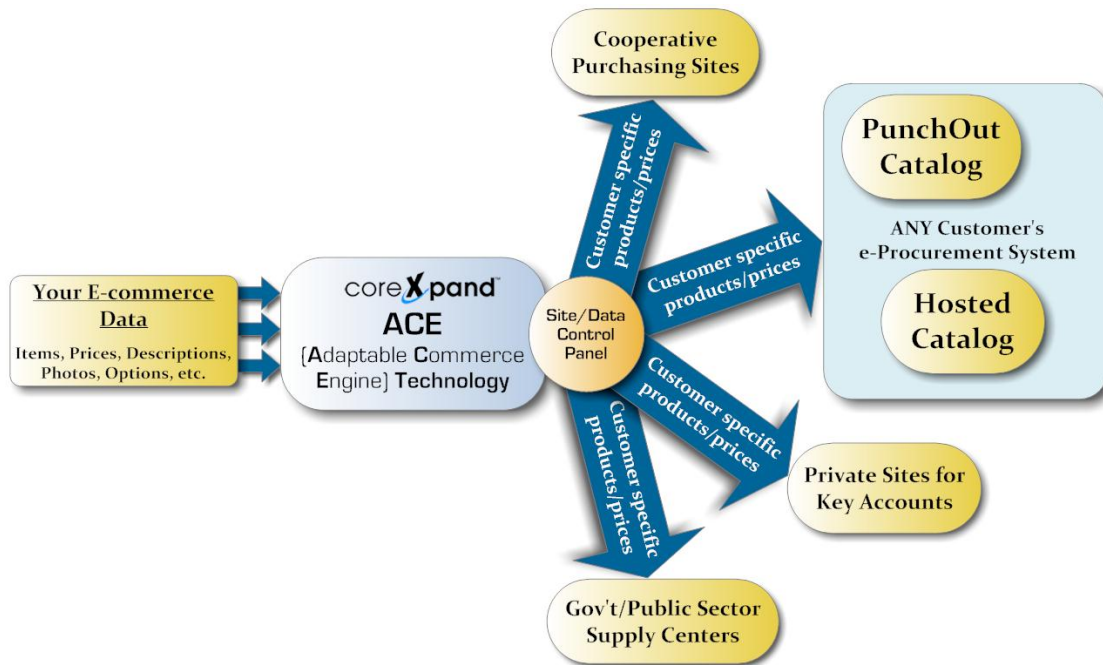 Cooperative
Purchasing Sites
PunchOut
Catalog
ANY Customer's
e-Procurement System
Hosted
Catalog
Customer specific
products/prices
Customer specific
products/prices
Your E-commerce
Data
Items, Prices, Descriptions,
Photos, Options, etc.
coreXpand™
ACE
(Adaptable Commerce
Engine) Technology
Site/Data
Control
Panel
Customer specific
products/prices
Customer specific
products/prices
Private Sites for
Key Accounts
Gov't/Public Sector
Supply Centers